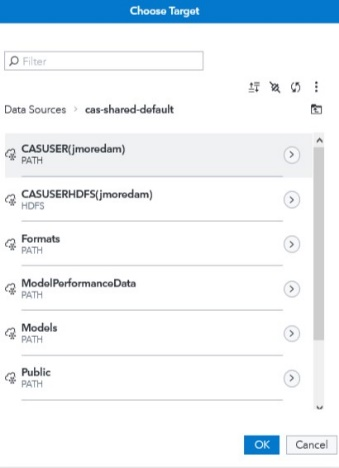 Choose Target
Filter
Data Sources > cas-shared-default
CASUSER(jmoredam)
PATH
CASUSERHDFS(jmoredam)
HDFS
Formats
PATH
ModelPerformanceData
PATH
Models
PATH
Public
PATH
OK Cancel